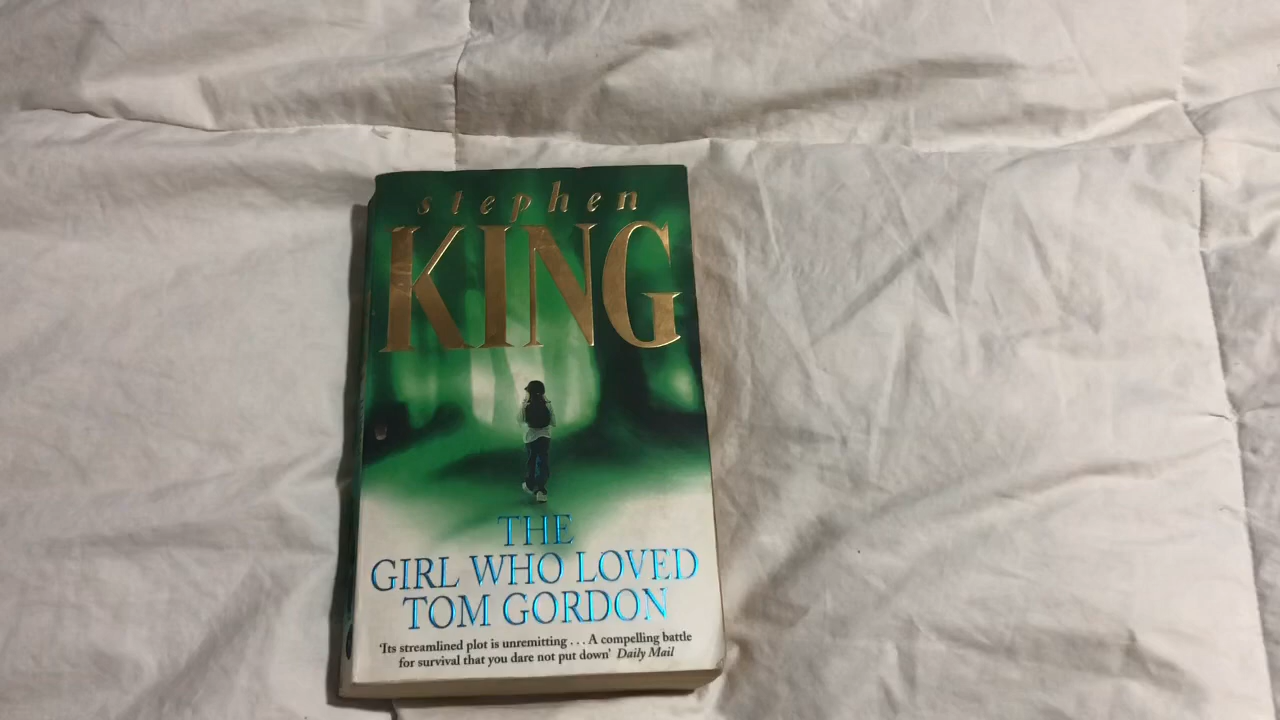 stephen
KING
THE
GIRL WHO LOVED
TOM GORDON
'Its streamlined plot is unremitting . . . A compelling battle
for survival that you dare not put down' Daily Mail